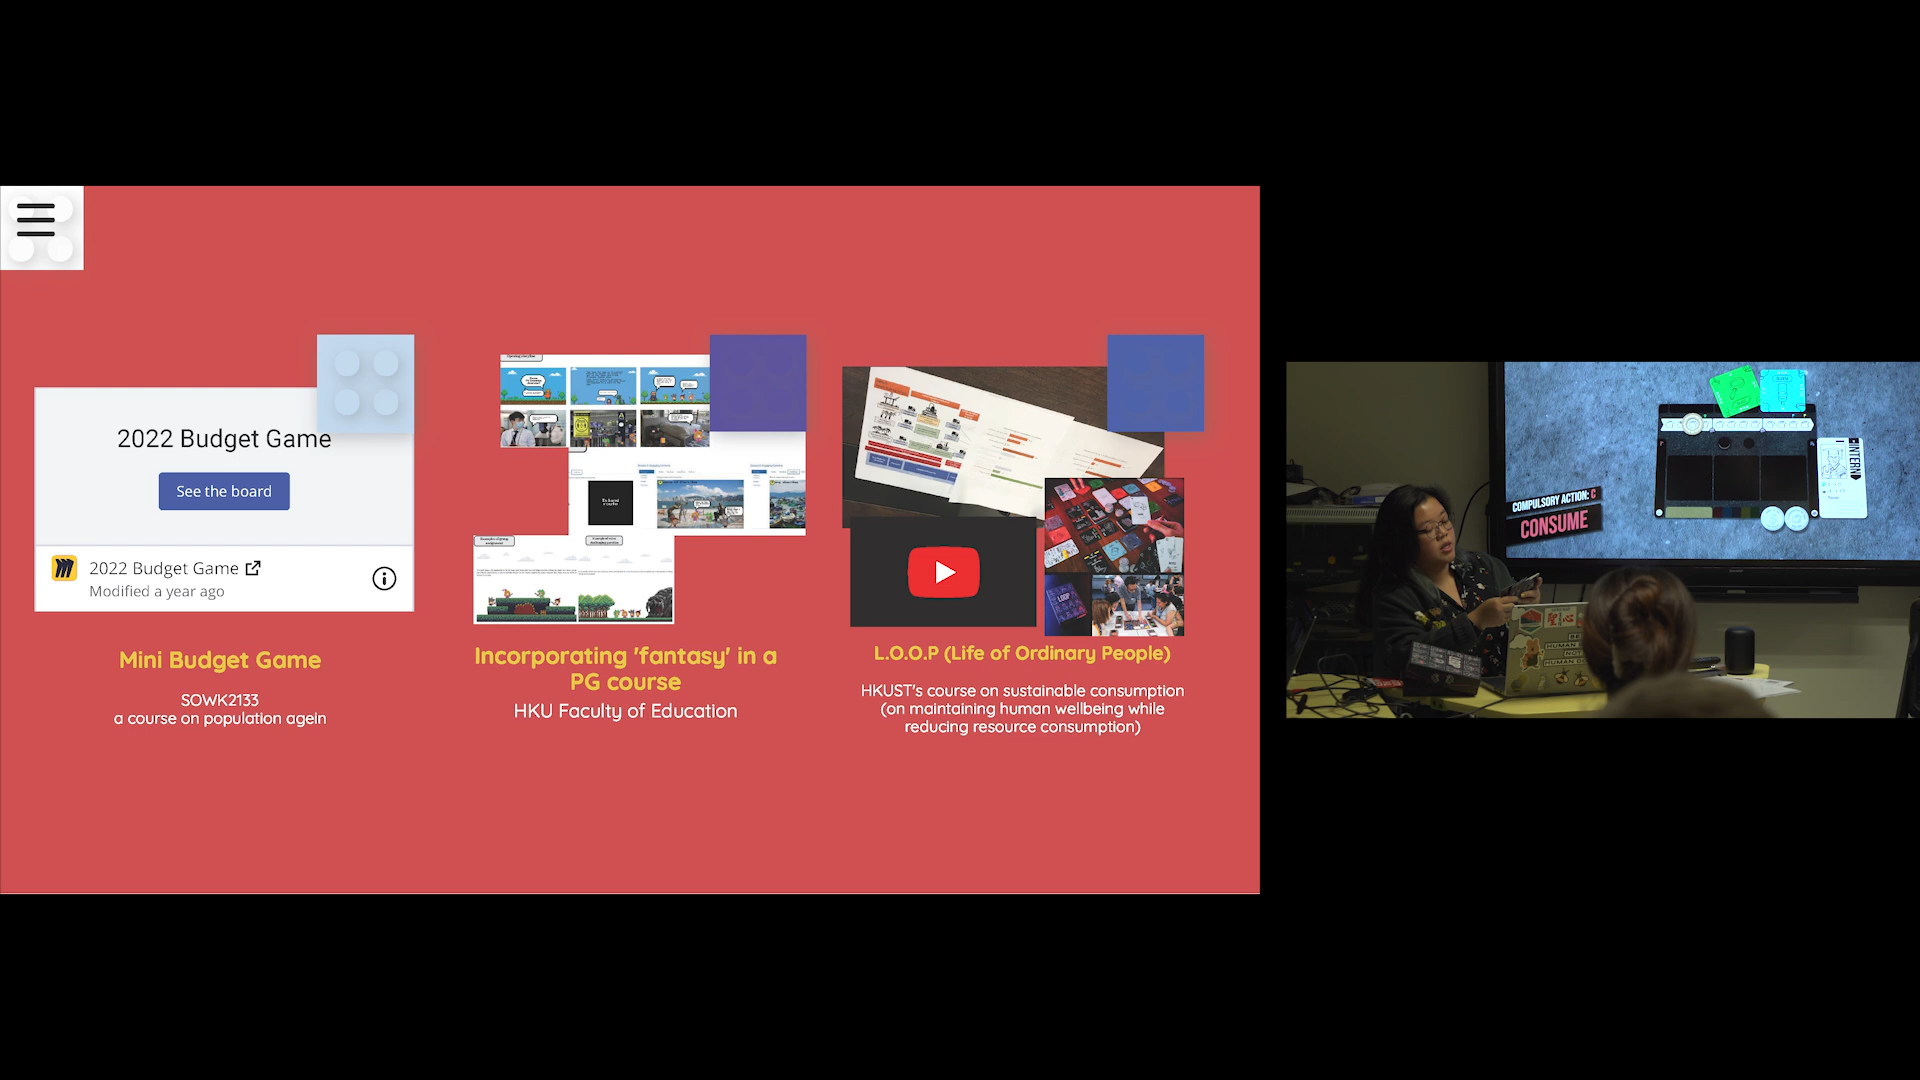 2022 Budget Game
See the board
2022 Budget Game
Modified a year ago
Mini Budget Game
SOWK2133
a course on population agein
Incorporating 'fantasy' in a
PG course
HKU Faculty of Education
L.O.O.P (Life of Ordinary People)
HKUST's course on sustainable consumption
(on maintaining human wellbeing while
reducing resource consumption)
LOOP
COMPULSORY ACTION: C
CONSUME
INTERN